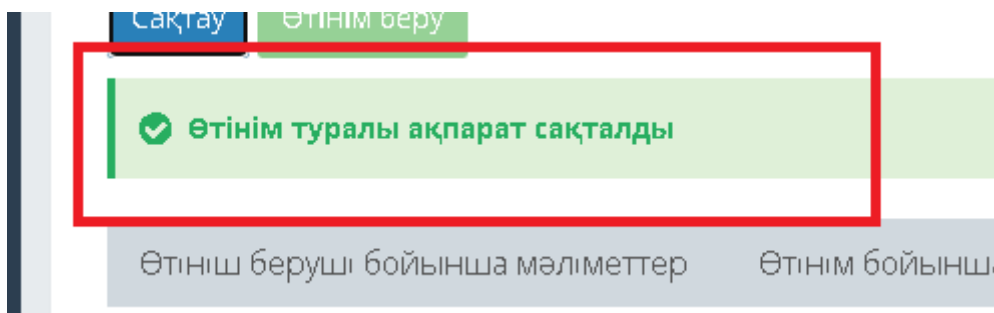 Сақтау Өтінім беру
Өтінім туралы ақпарат сақталды
Өтініш беруші бойынша мәліметтер Өтінім бойынша